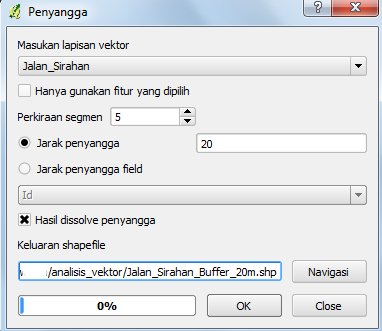 Penyangga
Masukan lapisan vektor
Jalan_Sirahan
Hanya gunakan fitur yang dipilih
Perkiraan segmen 5
Jarak penyangga 20
Jarak penyangga field
Id
Hasil dissolve penyangga
Keluaran shapefile
/analisis_vektor/Jalan_Sirahan_Buffer_20m.shp Navigasi
0% OK Close